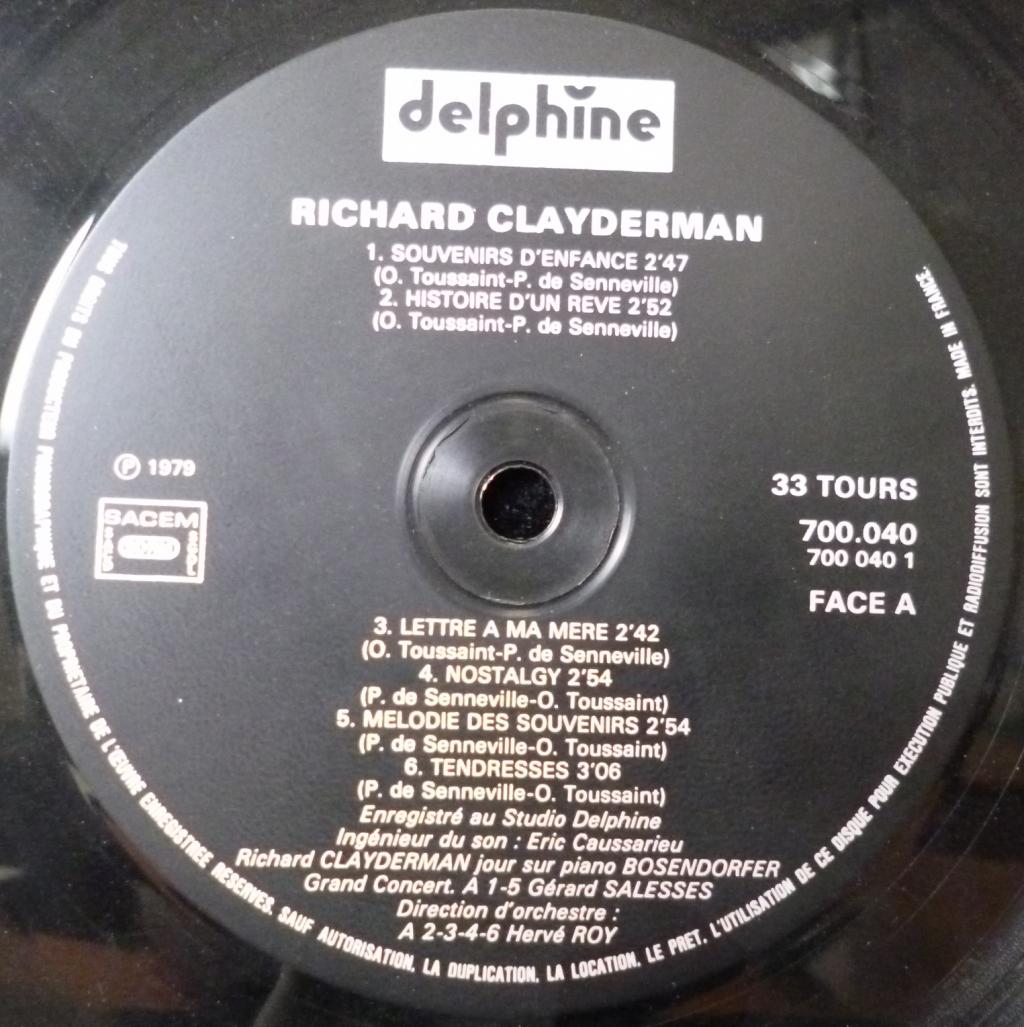 delphine
RICHARD CLAYDERMAN
1. SOUVENIRS D'ENFANCE 2'47
(O. Toussaint-P. de Senneville)
2. HISTOIRE D'UN REVE 2'52
(O. Toussaint-P. de Senneville)
℗ 1979
SACEM
33 TOURS
700.040
700 040 1
FACE A
3. LETTRE A MA MERE 2'42
(O. Toussaint-P. de Senneville)
4. NOSTALGY 2'54
(P. de Senneville-O. Toussaint)
5. MELODIE DES SOUVENIRS 2'54
(P. de Senneville-O. Toussaint)
6. TENDRESSES 3'06
(P. de Senneville-O. Toussaint)
Enregistré au Studio Delphine
Ingénieur du son : Eric Caussarieu
Richard CLAYDERMAN jour sur piano BOSENDORFER
Grand Concert. À 1-5 Gérard SALESSES
Direction d'orchestre :
A 2-3-4-6 Hervé ROY
TOUS DROITS DU PRODUCTEUR PHONOGRAPHIQUE ET DU PROPRIETAIRE DE L'ŒUVRE ENREGISTREE RESERVES. SAUF AUTORISATION, LA DUPLICATION, LA LOCATION, LE PRET, L'UTILISATION DE CE DISQUE POUR EXECUTION PUBLIQUE ET RADIODIFFUSION SONT INTERDITS. MADE IN FRANCE.